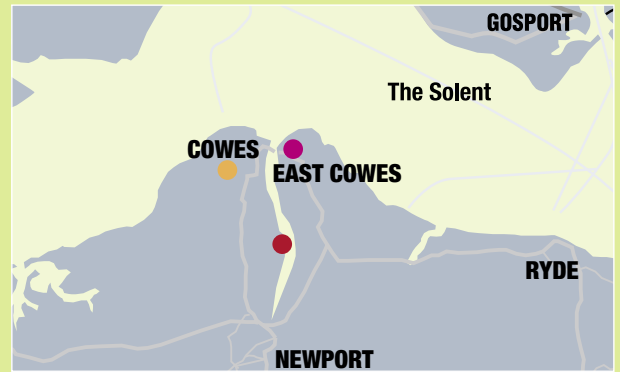 GOSPORT
The Solent
COWES
EAST COWES
RYDE
NEWPORT